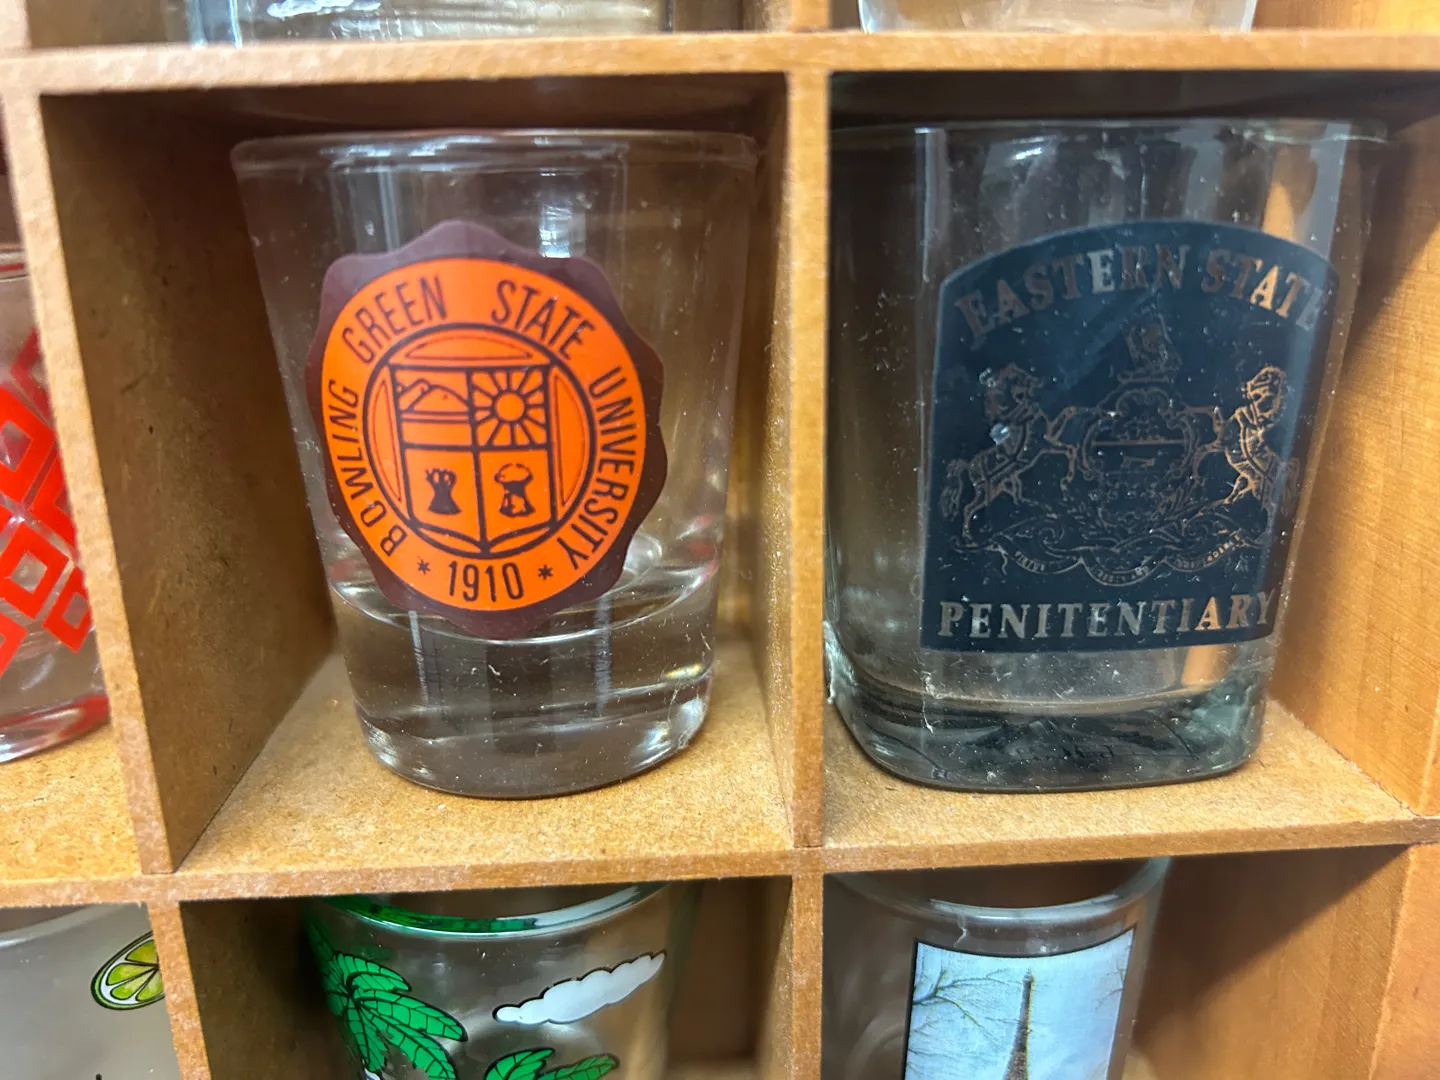 BOWLING GREEN STATE UNIVERSITY
* 1910 *
EASTERN STATE
PENITENTIARY